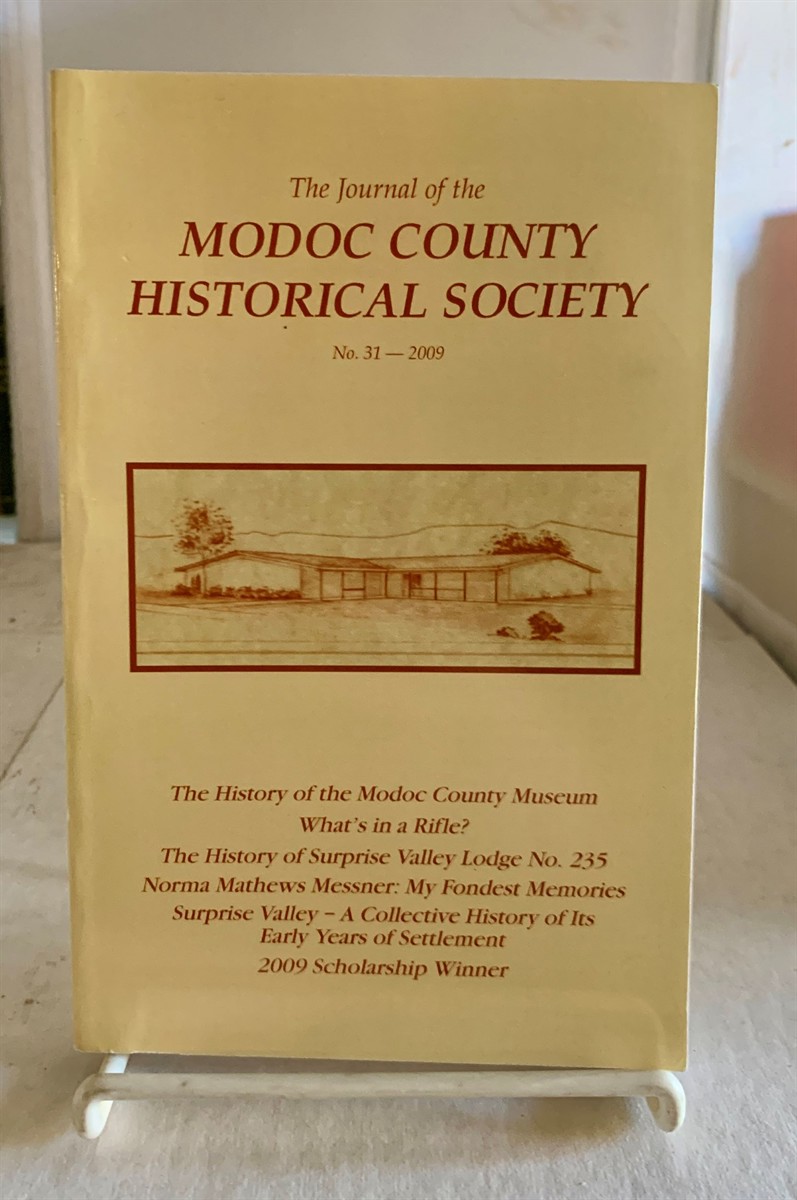 The Journal of the
MODOC COUNTY
HISTORICAL SOCIETY
No. 31 — 2009
The History of the Modoc County Museum
What's in a Rifle?
The History of Surprise Valley Lodge No. 235
Norma Mathews Messner: My Fondest Memories
Surprise Valley – A Collective History of Its
Early Years of Settlement
2009 Scholarship Winner